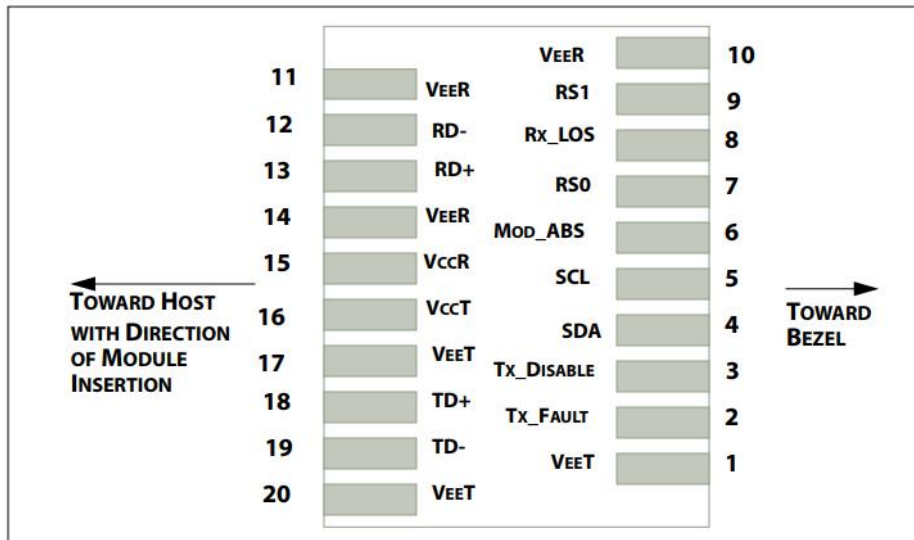 11 VEER VEER 10
12 RD- RS1 9
13 RD+ RX_LOS 8
14 VEER RS0 7
15 VCCR MOD_ABS 6
16 VCCT SCL 5
17 VEET SDA 4
18 TD+ TX_DISABLE 3
19 TD- TX_FAULT 2
20 VEET VEET 1
TOWARD HOST
WITH DIRECTION
OF MODULE
INSERTION
TOWARD
BEZEL